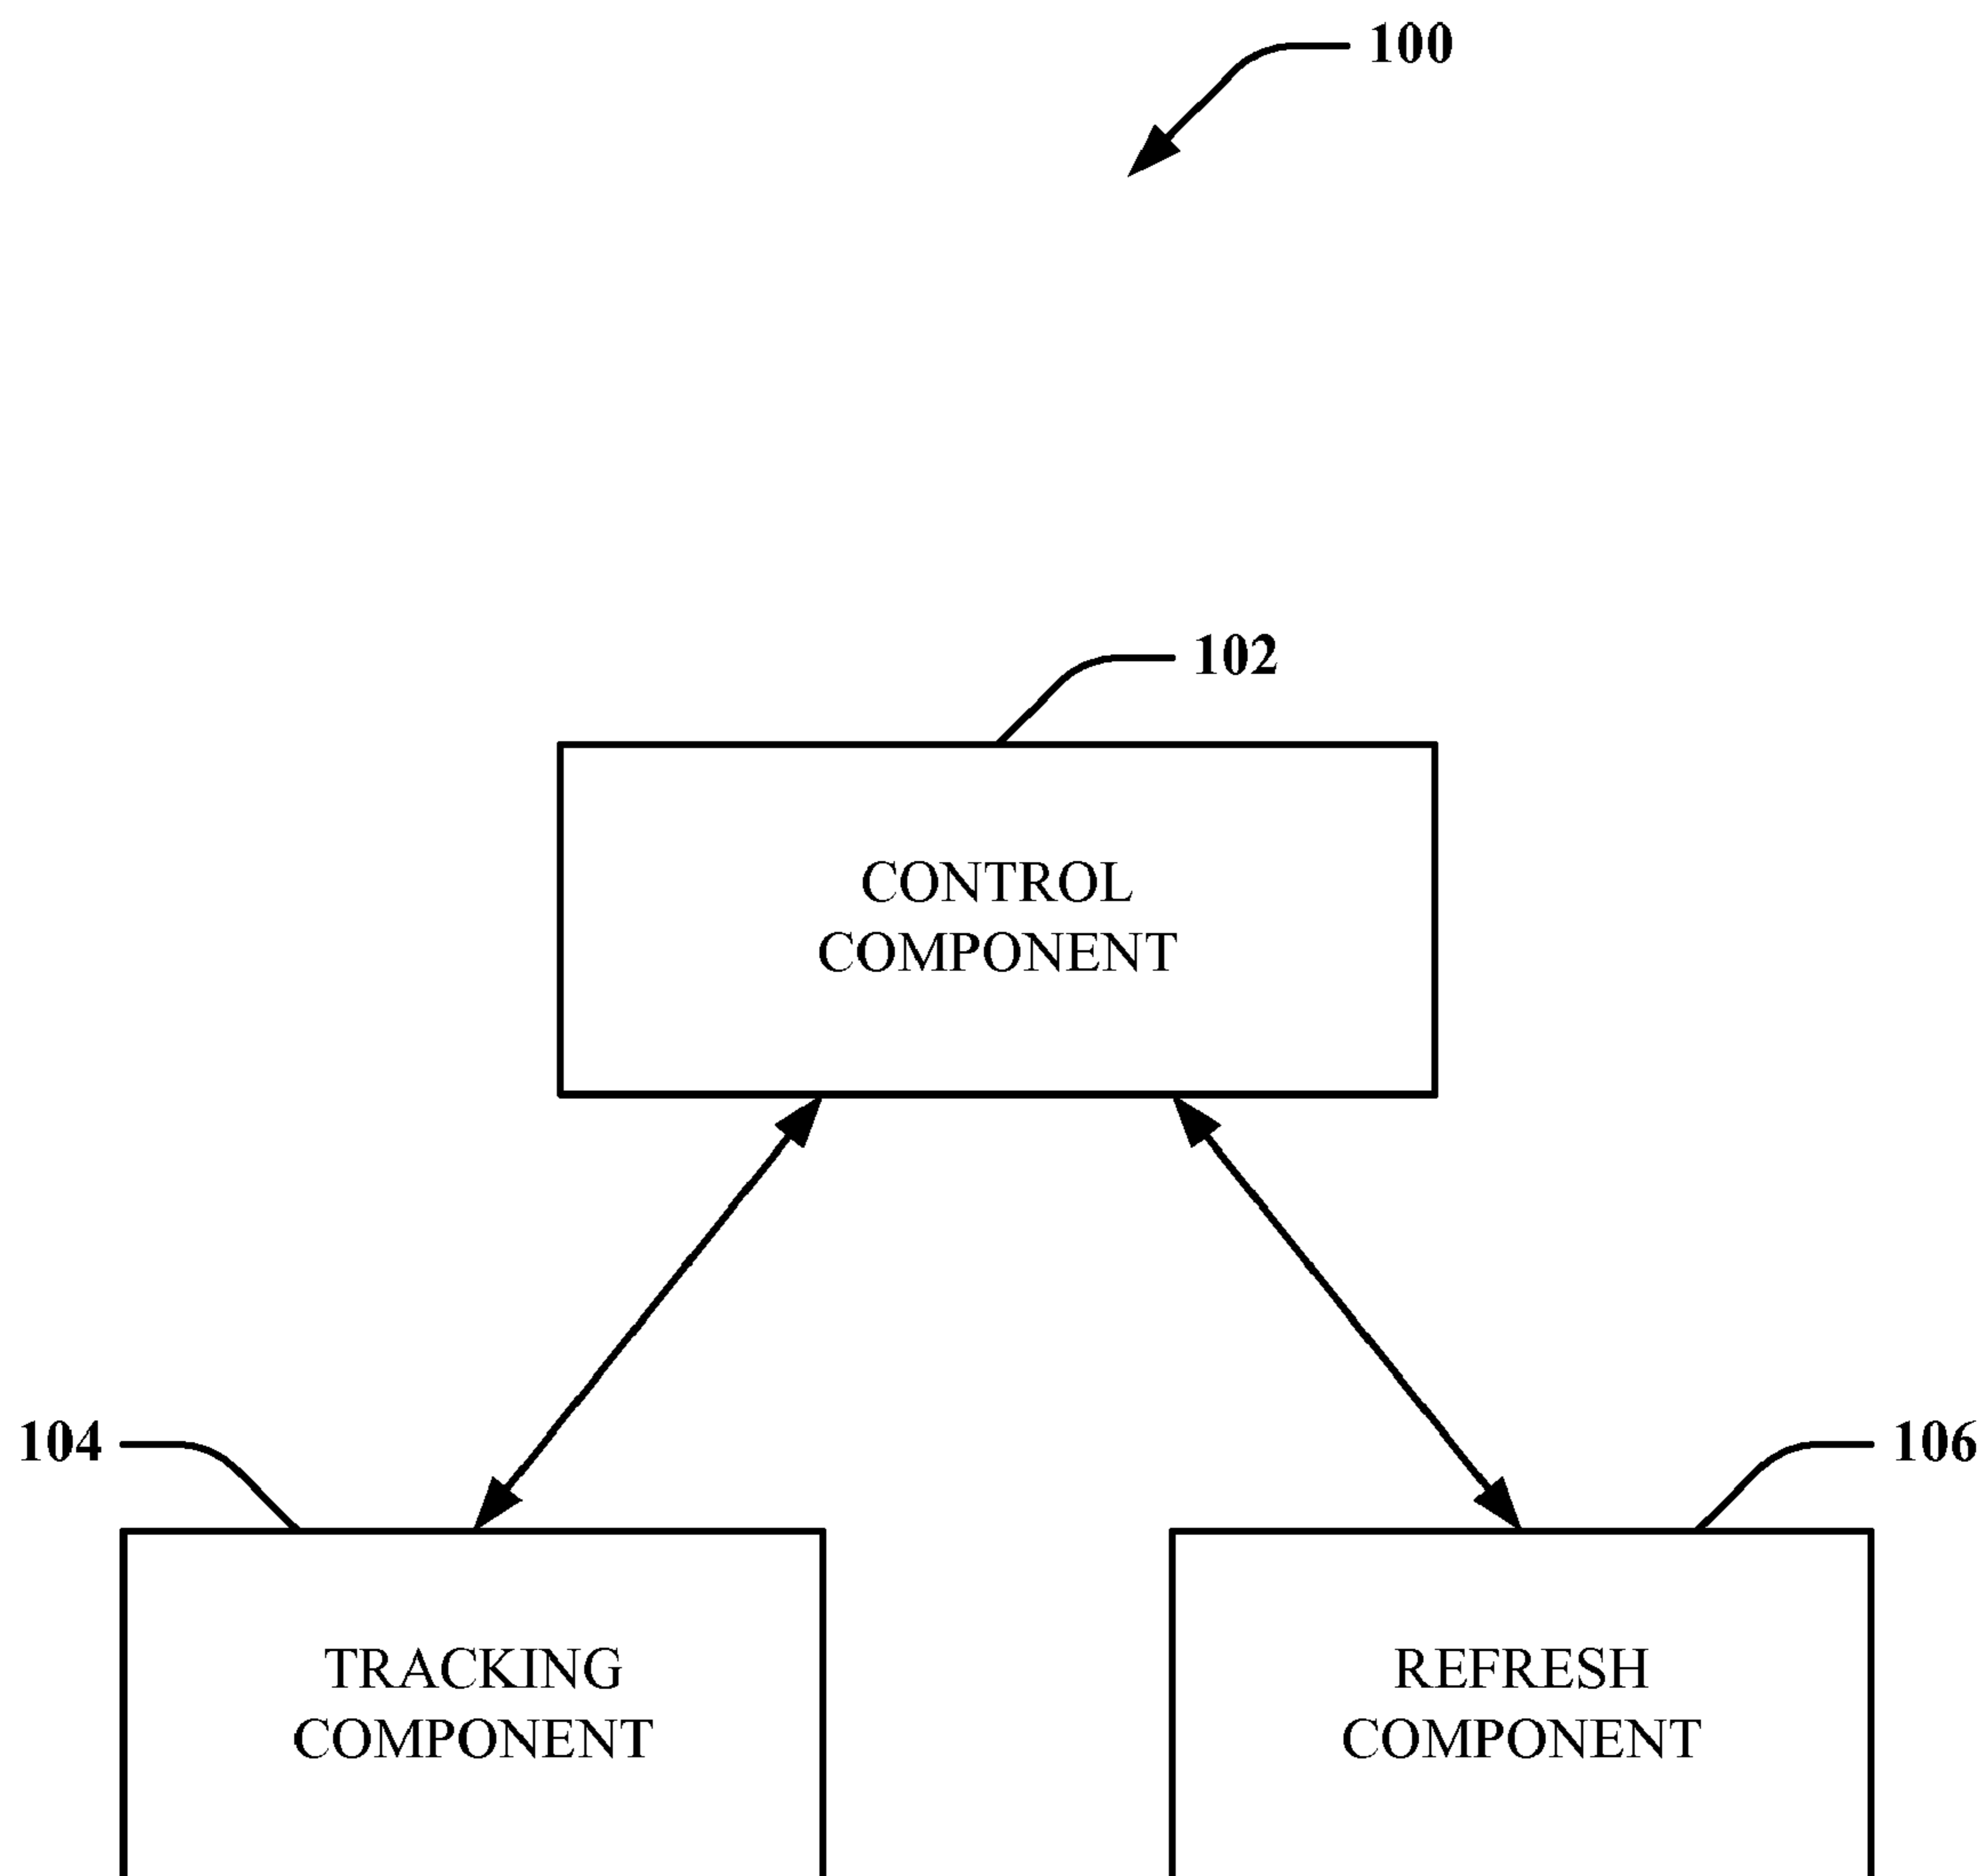 100
102
CONTROL
COMPONENT
104
106
TRACKING
COMPONENT
REFRESH
COMPONENT